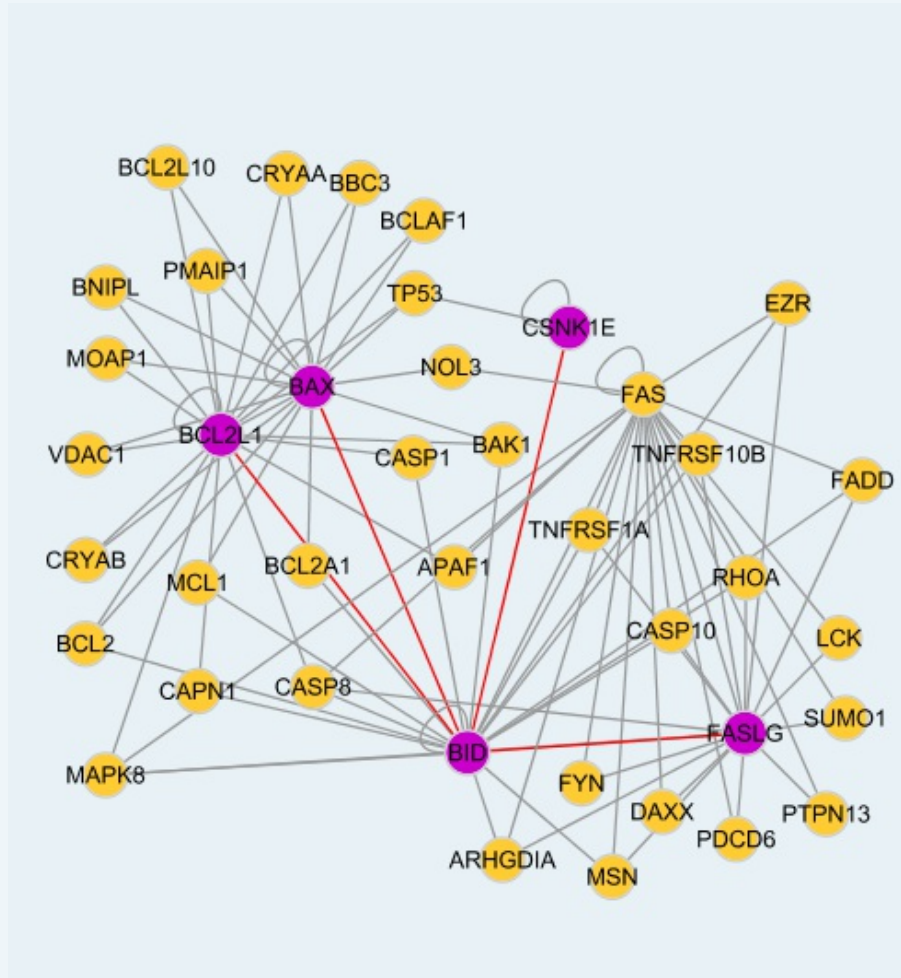 BCL2L10
CRYAA
BBC3
BCLAF1
PMAIP1
BNIPL
TP53
EZR
CSNK1E
MOAP1
NOL3
BAX
FAS
BCL2L1
BAK1
VDAC1
CASP1
TNFRSF10B
FADD
TNFRSF1A
CRYAB
BCL2A1
APAF1
RHOA
MCL1
CASP10
LCK
BCL2
CAPN1
CASP8
SUMO1
FASLG
BID
MAPK8
FYN
DAXX
PTPN13
PDCD6
ARHGDIA
MSN